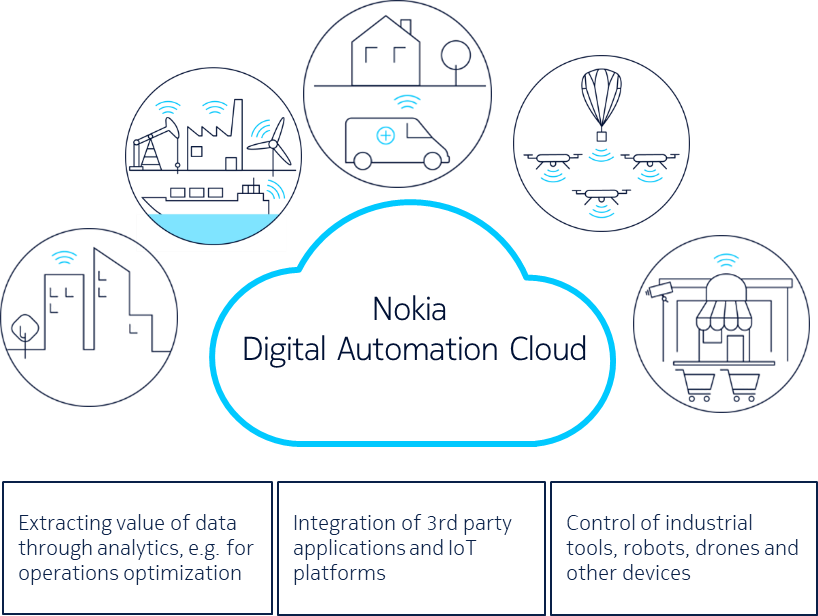 Nokia
Digital Automation Cloud
Extracting value of data
through analytics, e.g. for
operations optimization
Integration of 3rd party
applications and IoT
platforms
Control of industrial
tools, robots, drones and
other devices